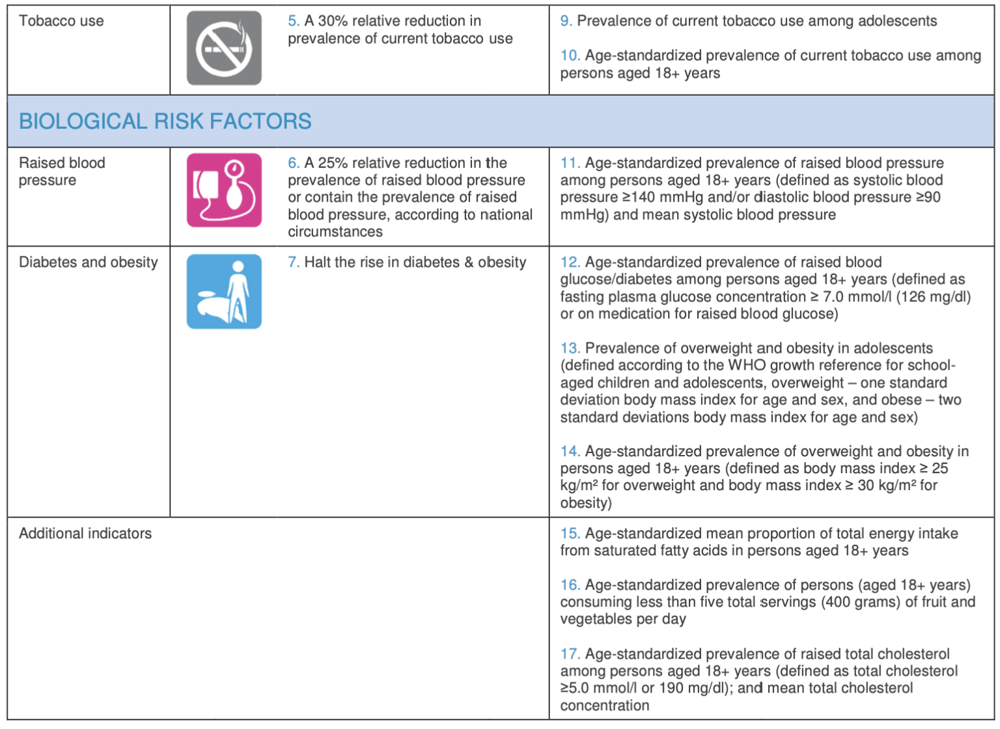 Tobacco use
5. A 30% relative reduction in
prevalence of current tobacco use
9. Prevalence of current tobacco use among adolescents
10. Age-standardized prevalence of current tobacco use among
persons aged 18+ years
BIOLOGICAL RISK FACTORS
Raised blood
pressure
6. A 25% relative reduction in the
prevalence of raised blood pressure
or contain the prevalence of raised
blood pressure, according to national
circumstances
11. Age-standardized prevalence of raised blood pressure
among persons aged 18+ years (defined as systolic blood
pressure ≥140 mmHg and/or diastolic blood pressure ≥90
mmHg) and mean systolic blood pressure
Diabetes and obesity
7. Halt the rise in diabetes & obesity
12. Age-standardized prevalence of raised blood
glucose/diabetes among persons aged 18+ years (defined as
fasting plasma glucose concentration ≥ 7.0 mmol/l (126 mg/dl)
or on medication for raised blood glucose)
13. Prevalence of overweight and obesity in adolescents
(defined according to the WHO growth reference for school-
aged children and adolescents, overweight – one standard
deviation body mass index for age and sex, and obese – two
standard deviations body mass index for age and sex)
14. Age-standardized prevalence of overweight and obesity in
persons aged 18+ years (defined as body mass index ≥ 25
kg/m² for overweight and body mass index ≥ 30 kg/m² for
obesity)
Additional indicators
15. Age-standardized mean proportion of total energy intake
from saturated fatty acids in persons aged 18+ years
16. Age-standardized prevalence of persons (aged 18+ years)
consuming less than five total servings (400 grams) of fruit and
vegetables per day
17. Age-standardized prevalence of raised total cholesterol
among persons aged 18+ years (defined as total cholesterol
≥5.0 mmol/l or 190 mg/dl); and mean total cholesterol
concentration